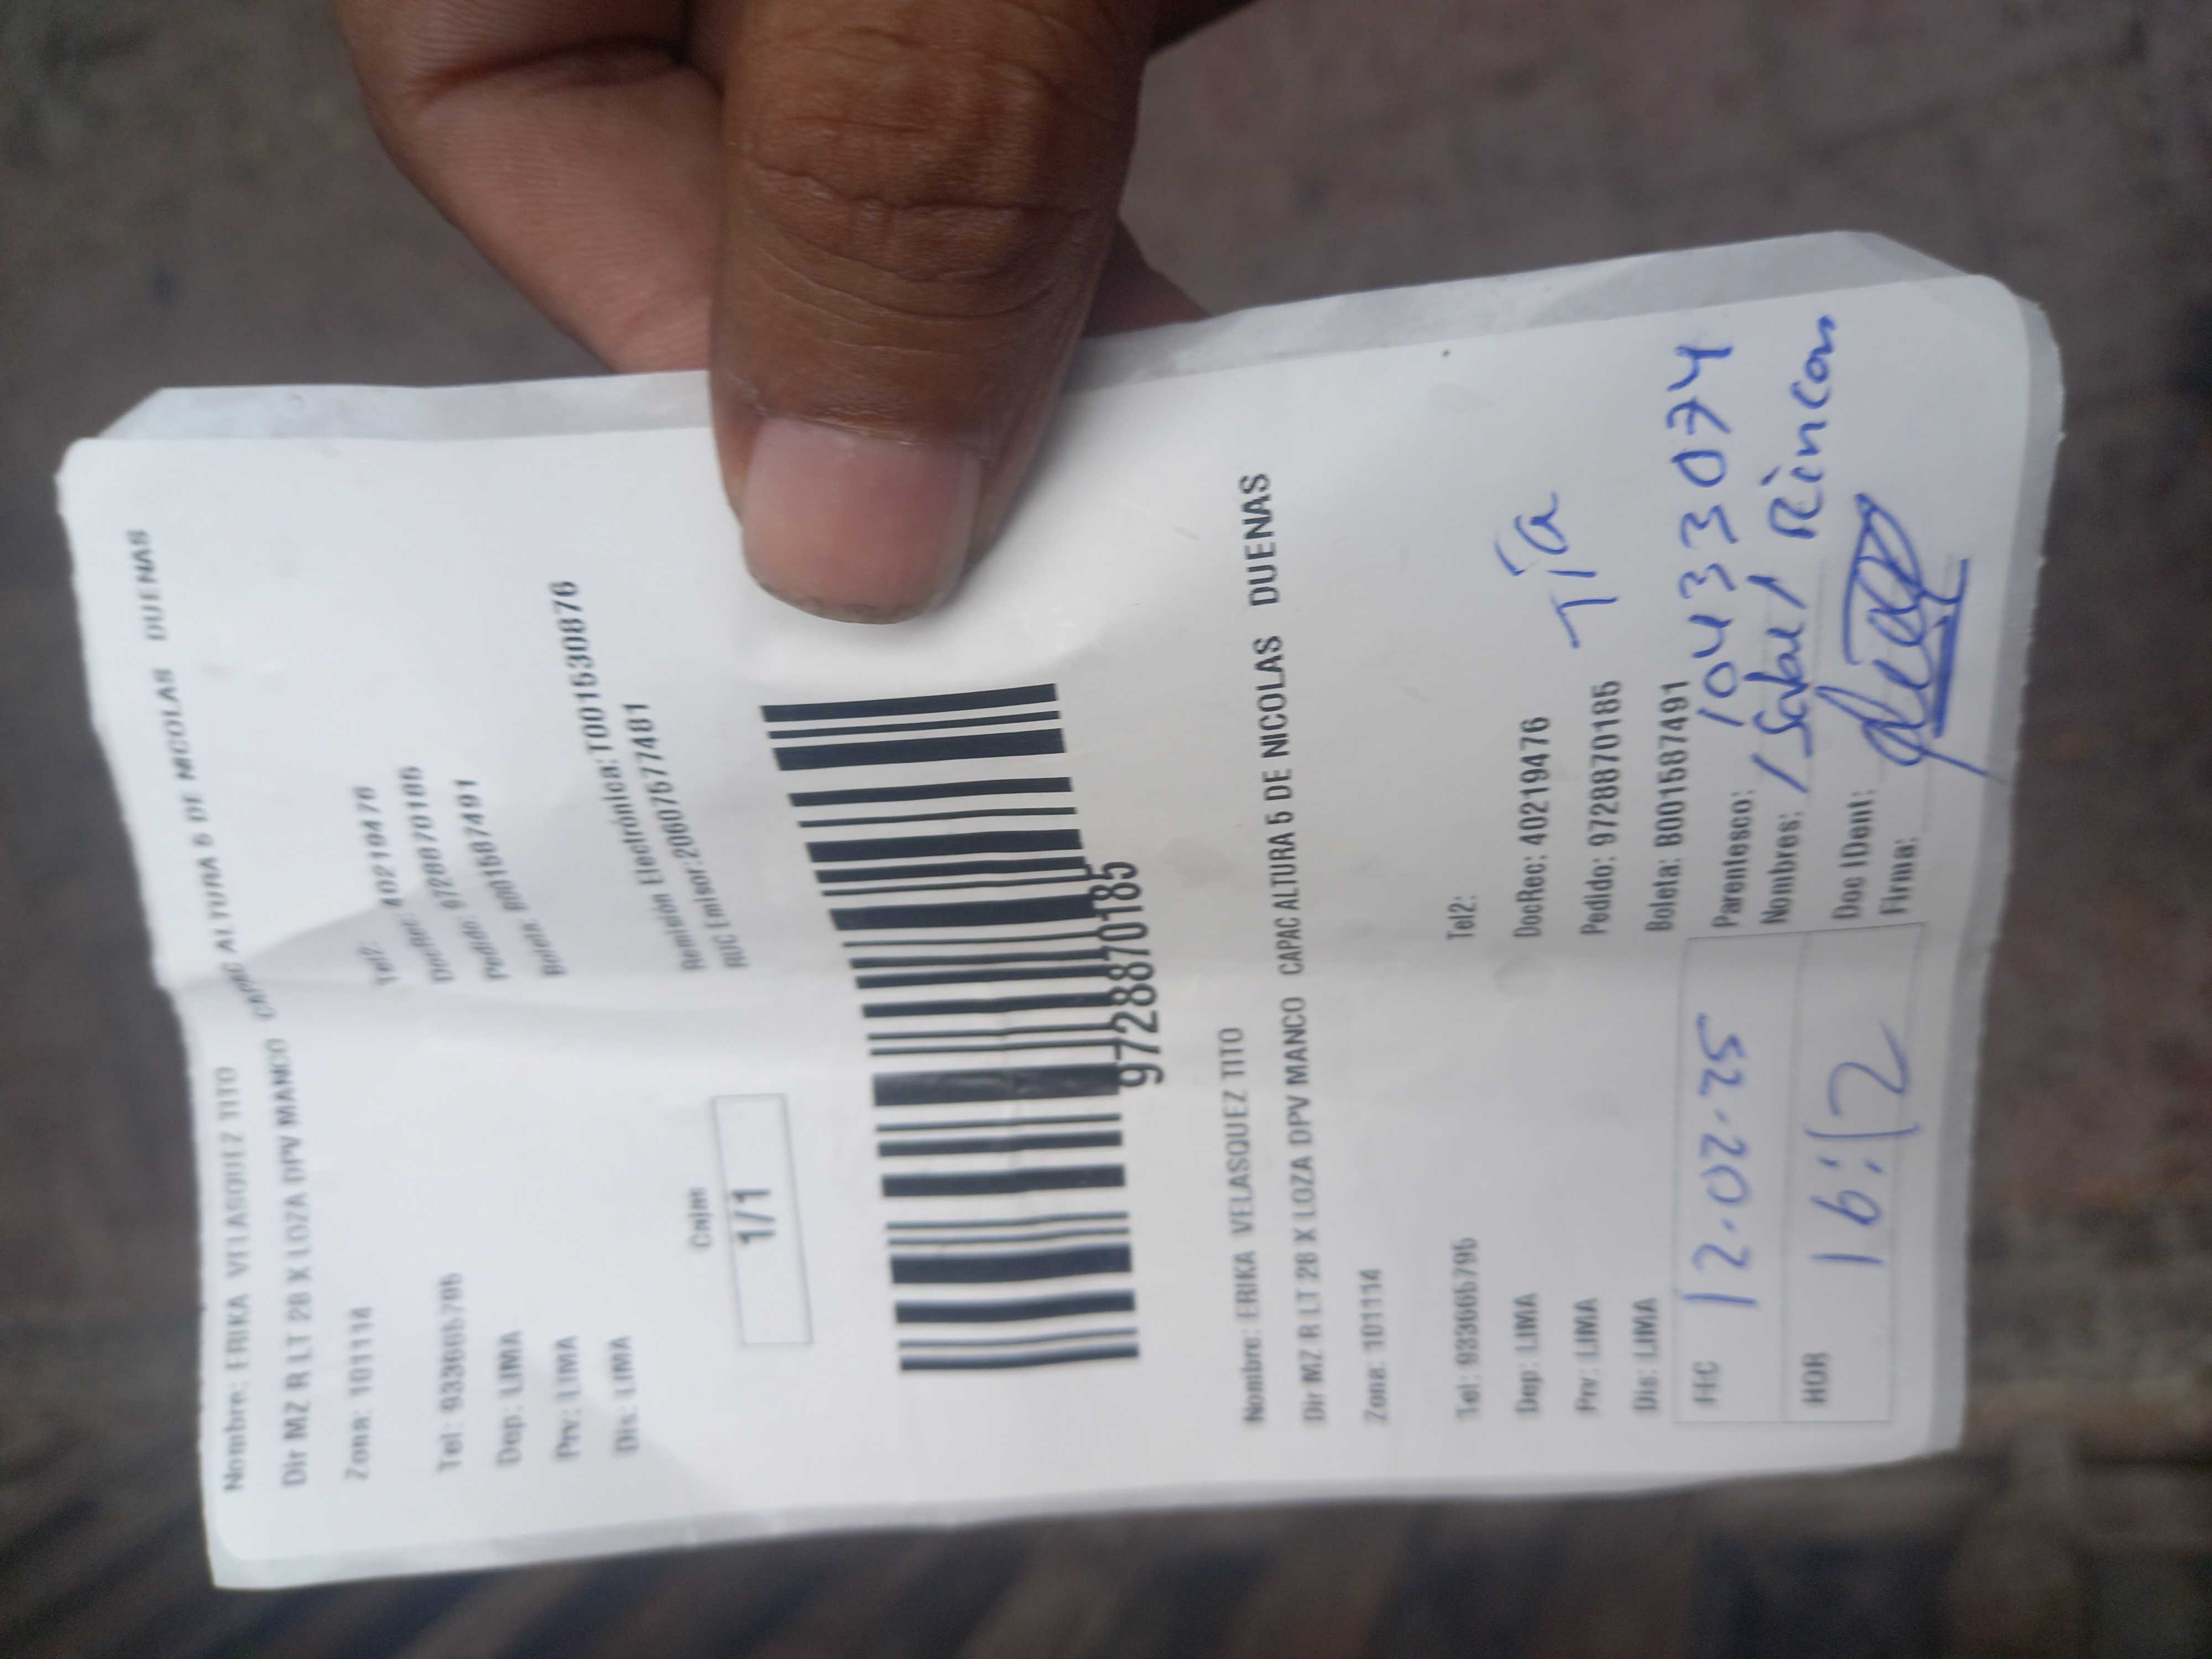 Nombre: ERIKA VELASQUEZ TITO
Dir MZ R LT 28 X LOZA DPV MANCO CAPAC ALTURA 5 DE NICOLAS DUENAS
Zona: 101114
Tel2:
Tel: 933665795 DocRec: 40219476
Dep: LIMA Pedido: 9728870185
Prv: LIMA Boleta: B001587491
Dis: LIMA
Remisión Electrónica:T001530876
Cajas RUC Emisor:20607577481
1/1
9728870185
Nombre: ERIKA VELASQUEZ TITO
Dir MZ R LT 28 X LOZA DPV MANCO CAPAC ALTURA 5 DE NICOLAS DUENAS
Zona: 101114
Tel: 933665795 Tel2:
Dep: LIMA DocRec: 40219476
Prv: LIMA Pedido: 9728870185 Tía
Dis: LIMA Boleta: B001587491
FEC 12.02.25 Parentesco: 10433074
Nombres: Isabel Rincon
HOR 16:12 Doc IDent:
Firma: